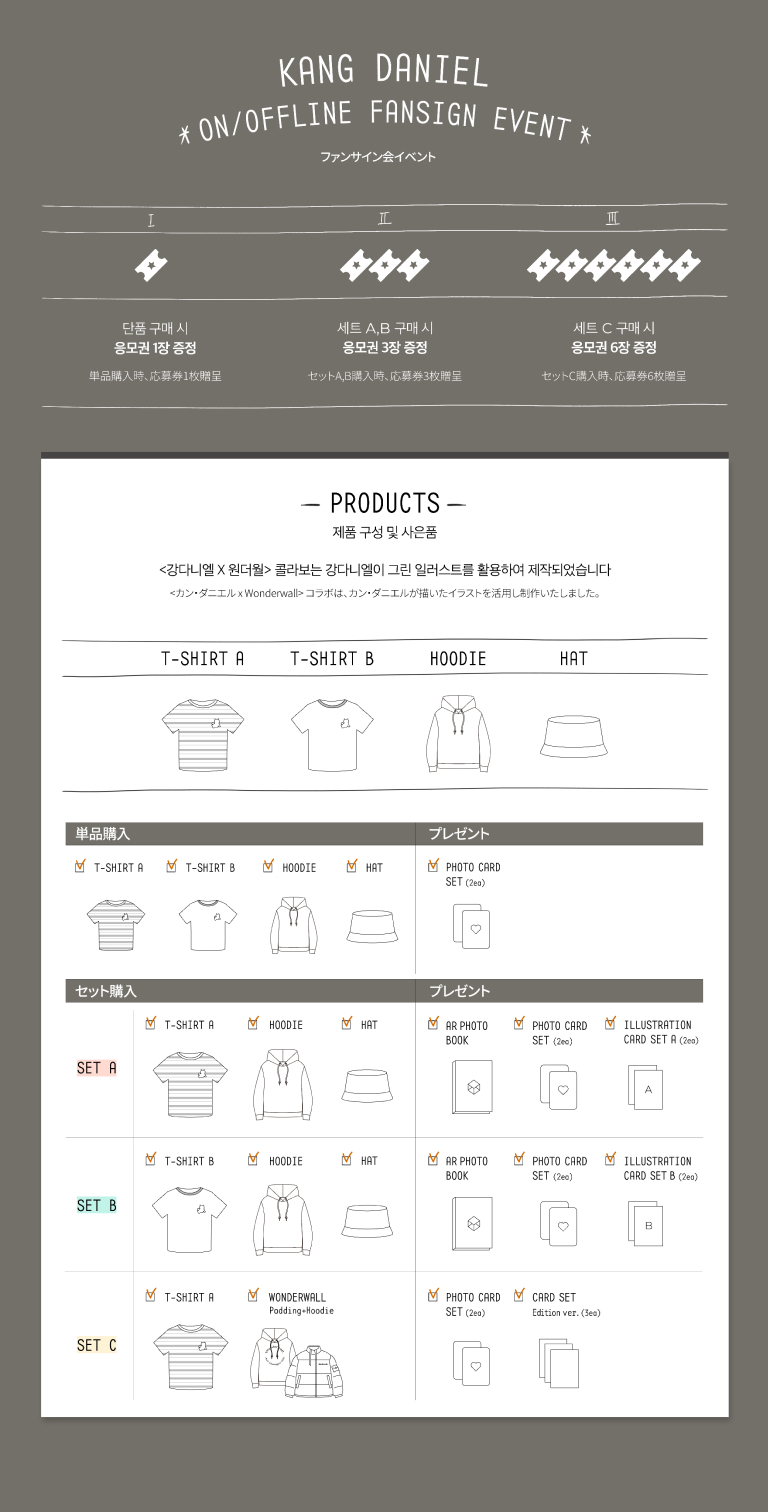 KANG DANIEL
* ON/OFFLINE FANSIGN EVENT *
ファンサイン会イベント
I II III
단품 구매 시
응모권 1장 증정
単品購入時、応募券1枚贈呈
세트 A,B 구매 시
응모권 3장 증정
セットA,B購入時、応募券3枚贈呈
세트 C 구매 시
응모권 6장 증정
セットC購入時、応募券6枚贈呈
— PRODUCTS —
제품 구성 및 사은품
<강다니엘 X 원더월> 콜라보는 강다니엘이 그린 일러스트를 활용하여 제작되었습니다
<カン・ダニエル x Wonderwall> コラボは、カン・ダニエルが描いたイラストを活用し制作いたしました。
T-SHIRT A T-SHIRT B HOODIE HAT
単品購入 プレゼント
T-SHIRT A T-SHIRT B HOODIE HAT
PHOTO CARD
SET (2ea)
セット購入 プレゼント
SET A
T-SHIRT A HOODIE HAT
AR PHOTO
BOOK
PHOTO CARD
SET (2ea)
ILLUSTRATION
CARD SET A (2ea)
A
SET B
T-SHIRT B HOODIE HAT
AR PHOTO
BOOK
PHOTO CARD
SET (2ea)
ILLUSTRATION
CARD SET B (2ea)
B
SET C
T-SHIRT A
WONDERWALL
Padding+Hoodie
PHOTO CARD
SET (2ea)
CARD SET
Edition ver. (3ea)